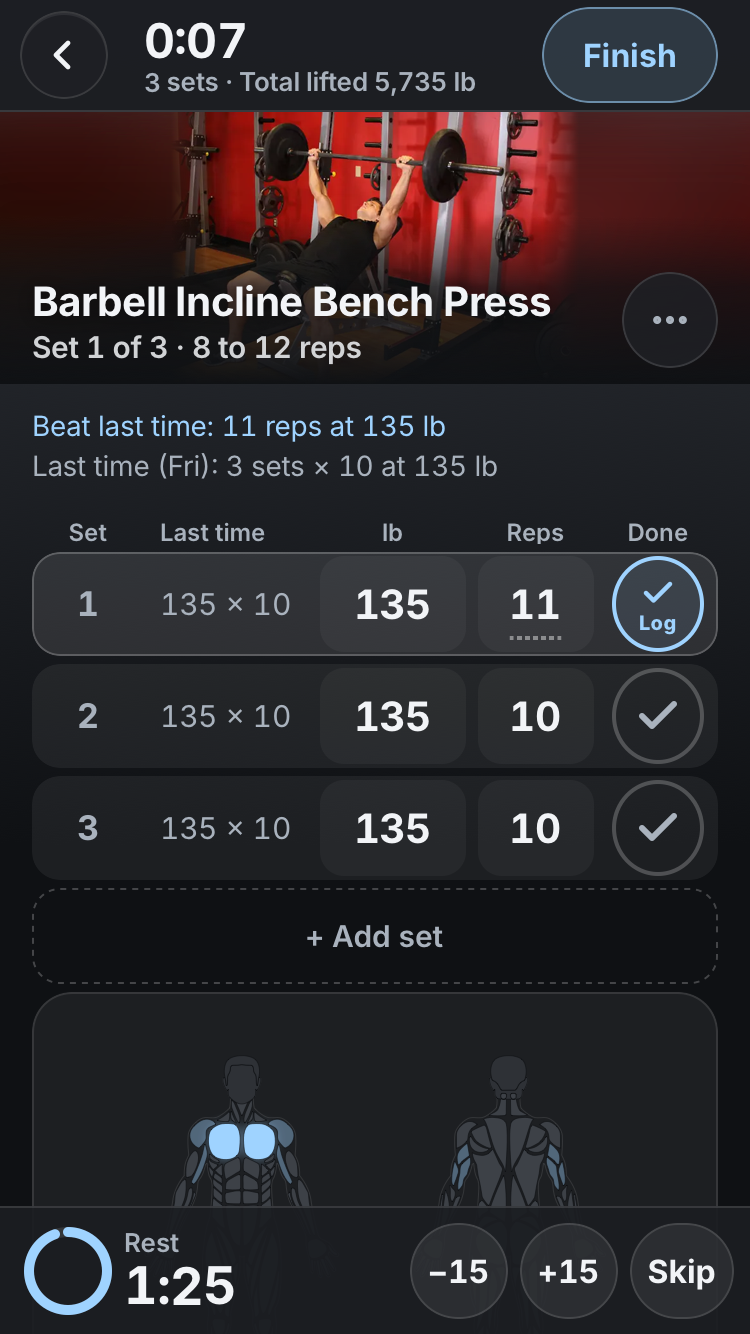 0:07
3 sets · Total lifted 5,735 lb
Finish
Barbell Incline Bench Press
Set 1 of 3 · 8 to 12 reps
Beat last time: 11 reps at 135 lb
Last time (Fri): 3 sets × 10 at 135 lb
Set Last time lb Reps Done
1 135 × 10 135 11 Log
2 135 × 10 135 10
3 135 × 10 135 10
+ Add set
Rest
1:25
−15 +15 Skip